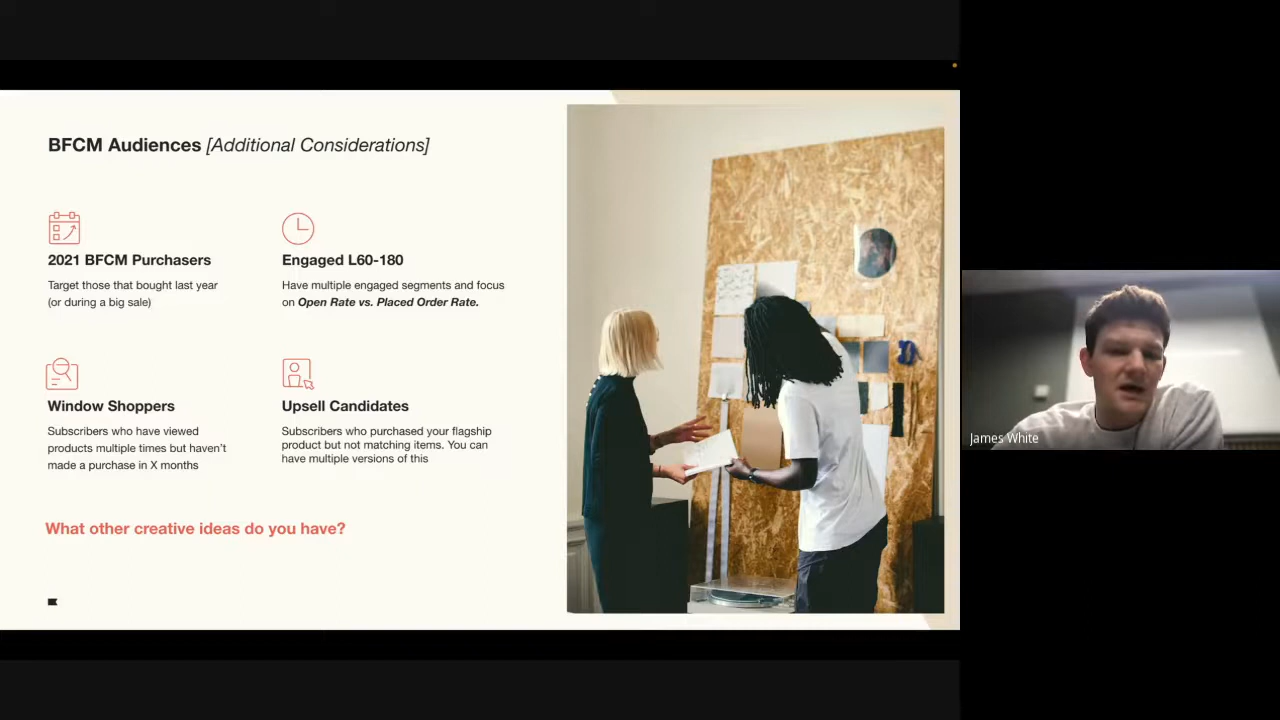 BFCM Audiences [Additional Considerations]
2021 BFCM Purchasers
Target those that bought last year
(or during a big sale)
Engaged L60-180
Have multiple engaged segments and focus
on Open Rate vs. Placed Order Rate.
Window Shoppers
Subscribers who have viewed
products multiple times but haven't
made a purchase in X months
Upsell Candidates
Subscribers who purchased your flagship
product but not matching items. You can
have multiple versions of this
What other creative ideas do you have?
James White